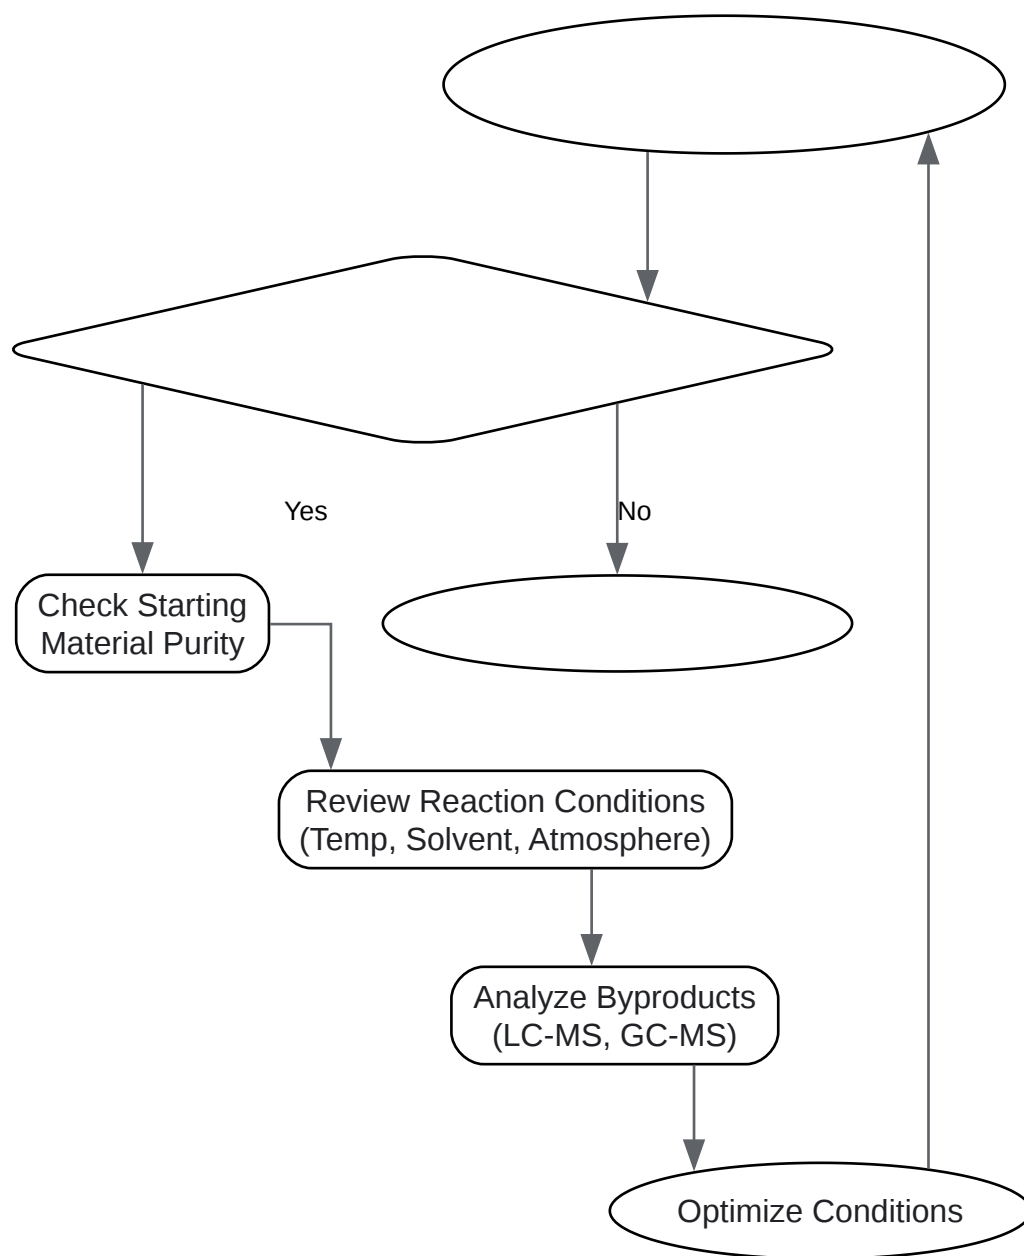 Yes
No
Check Starting
Material Purity
Review Reaction Conditions
(Temp, Solvent, Atmosphere)
Analyze Byproducts
(LC-MS, GC-MS)
Optimize Conditions